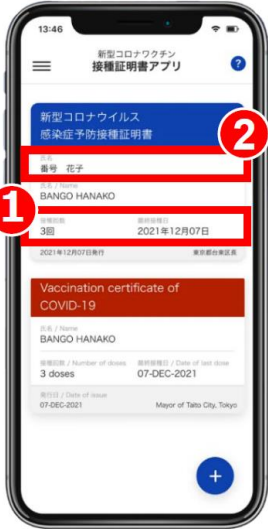 13:46
新型コロナワクチン
接種証明書アプリ
?
新型コロナウイルス
感染症予防接種証
明書
2
氏名
番号 花子
氏名 / Name
BANGO HANAKO
1
接種回数 最終接種日
3回 2021年12月07日
2021年12月07日発行 東京都台東区長
Vaccination certificate of
COVID-19
氏名 / Name
BANGO HANAKO
接種回数 / Number of doses 最終接種日 / Date of last dose
3 doses 07-DEC-2021
発行日 / Date of issue
07-DEC-2021 Mayor of Taito City, Tokyo
+